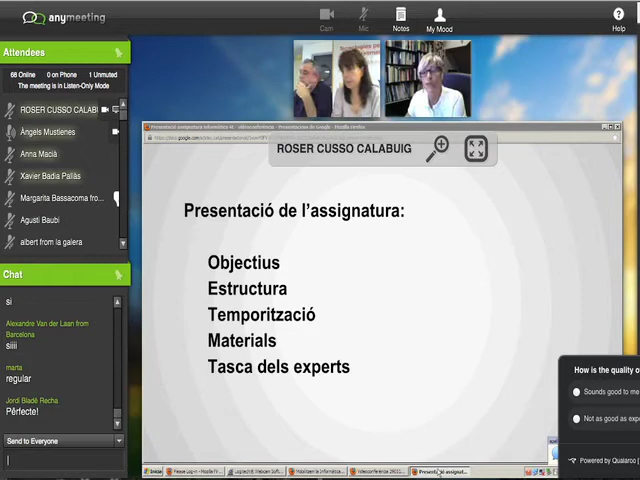 anymeeting
Cam
Mic
Notes
My Mood
Help
Attendees
68 Online 0 on Phone 1 Unmuted
The meeting is in Listen-Only Mode
ROSER CUSSO CALABU
Àngels Mustienes
Anna Macià
Xavier Badia Pallàs
Margarita Bassacoma fro...
Agusti Baubi
albert from la galera
Chat
si
Alexandre Van der Laan from
Barcelona
siiii
marta
regular
Jordi Bladé Recha
Pèrfecte!
Send to Everyone
ROSER CUSSO CALABUIG
Presentació de l'assignatura:
Objectius
Estructura
Temporització
Materials
Tasca dels experts
How is the quality o
Sounds good to me
Not as good as expe
Powered by Qualaroo